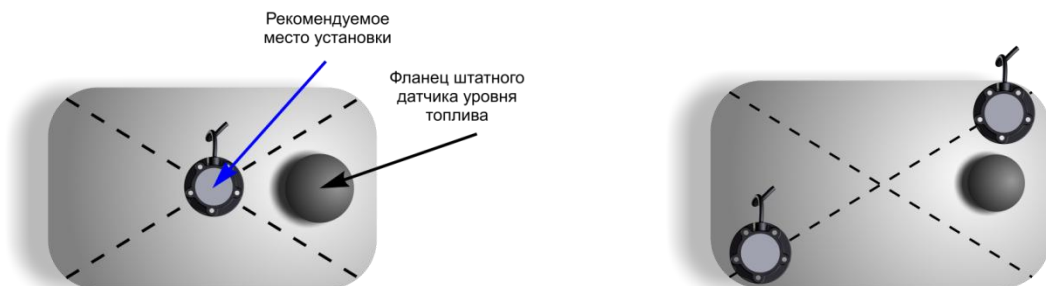 Рекомендуемое
место установки
Фланец штатного
датчика уровня
топлива